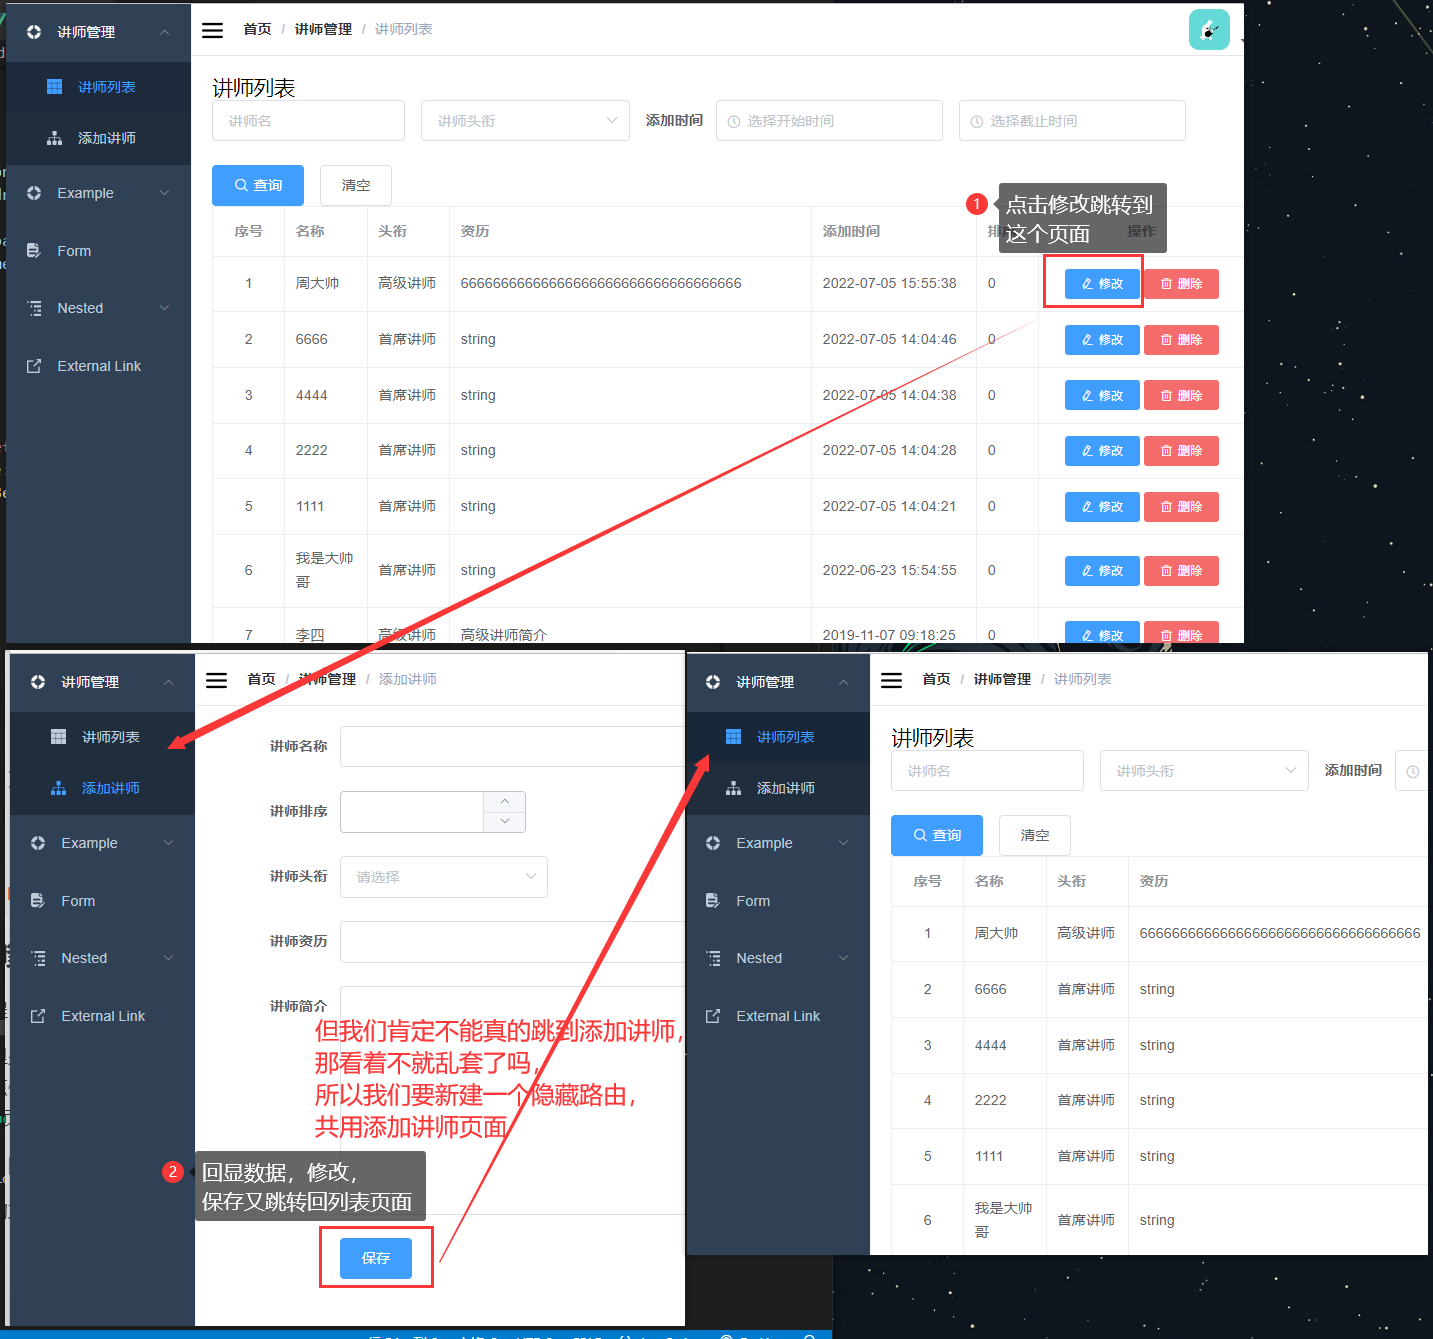 讲师管理
讲师列表
添加讲师
Example
Form
Nested
External Link
首页 / 讲师管理 / 讲师列表
讲师列表
讲师名 讲师头衔 添加时间 选择开始时间 选择截止时间
查询 清空
1 点击修改跳转到
这个页面
序号 名称 头衔 资历 添加时间 操作
1 周大帅 高级讲师 66666666666666666666666666666666666 2022-07-05 15:55:38 0 修改 删除
2 6666 首席讲师 string 2022-07-05 14:04:46 0 修改 删除
3 4444 首席讲师 string 2022-07-05 14:04:38 0 修改 删除
4 2222 首席讲师 string 2022-07-05 14:04:28 0 修改 删除
5 1111 首席讲师 string 2022-07-05 14:04:21 0 修改 删除
6 我是大帅哥 首席讲师 string 2022-06-23 15:54:55 0 修改 删除
7 李四 高级讲师 高级讲师简介 2019-11-07 09:18:25 0 修改 删除
讲师管理
讲师列表
添加讲师
Example
Form
Nested
External Link
首页 / 讲师管理 / 添加讲师
讲师名称
讲师排序
讲师头衔 请选择
讲师资历
讲师简介
但我们肯定不能真的跳到添加讲师，
那看着不就乱套了吗，
所以我们要新建一个隐藏路由，
共用添加讲师页面
2 回显数据，修改，
保存又跳转回列表页面
保存
讲师管理
讲师列表
添加讲师
Example
Form
Nested
External Link
首页 / 讲师管理 / 讲师列表
讲师列表
讲师名 讲师头衔 添加时间
查询 清空
序号 名称 头衔 资历
1 周大帅 高级讲师 66666666666666666666666666666666666
2 6666 首席讲师 string
3 4444 首席讲师 string
4 2222 首席讲师 string
5 1111 首席讲师 string
6 我是大帅哥 首席讲师 string